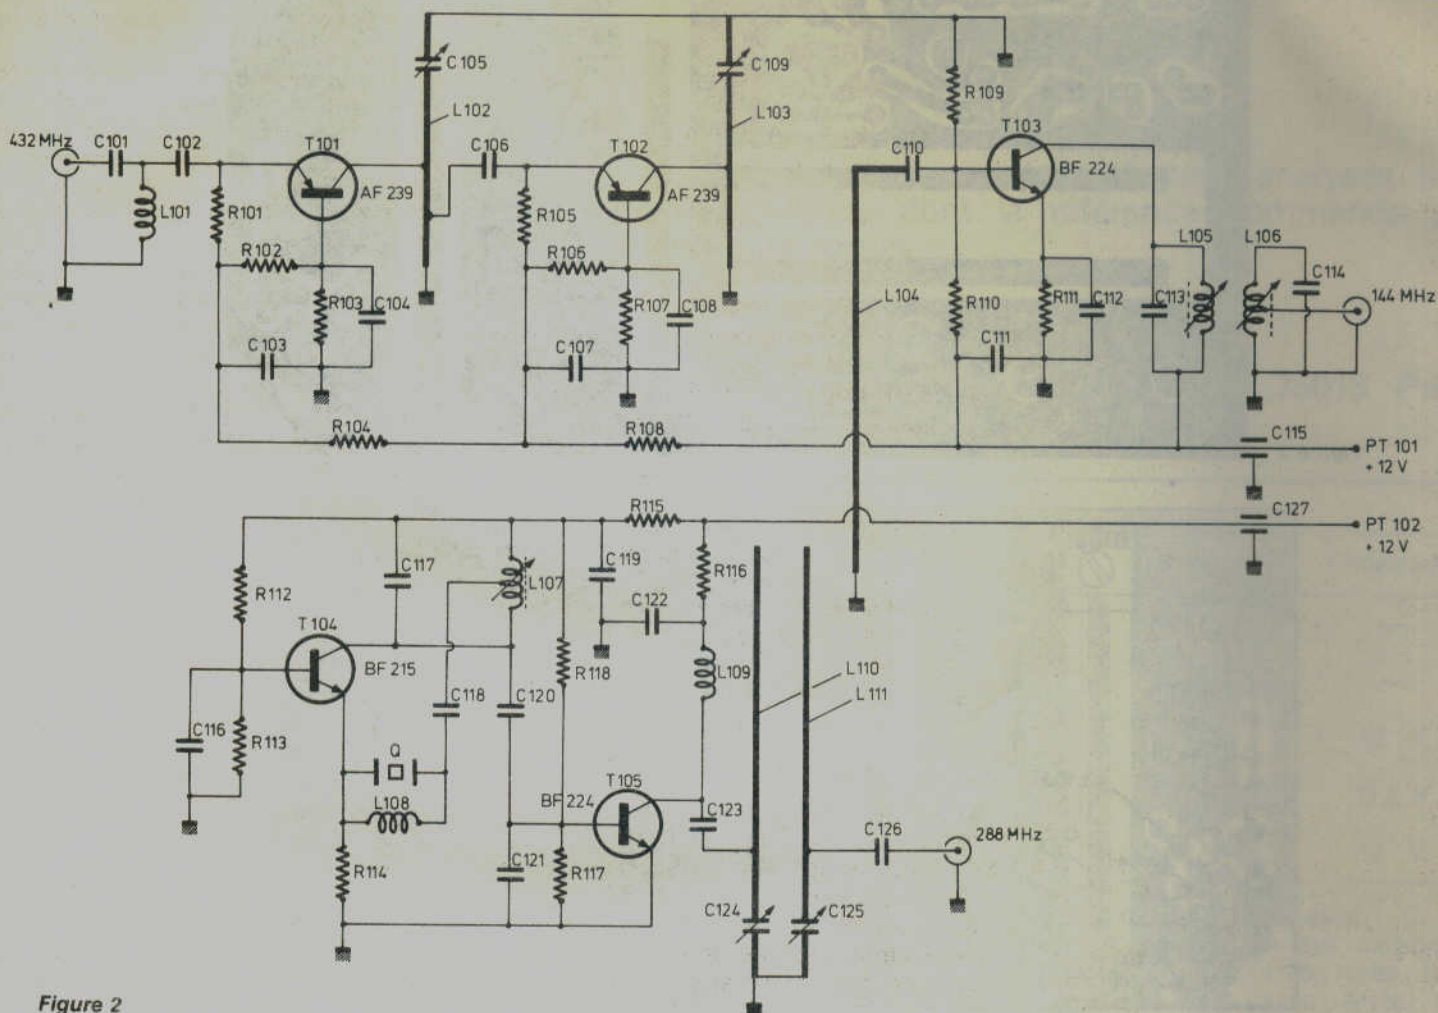 C105
C109
L102
L103
R109
432 MHz
C101
C102
T101
AF 239
C106
T102
AF 239
C110
T103
BF 224
L101
R101
R102
R103
C104
C103
R105
R106
R107
C108
C107
L104
R110
C111
R111
C112
C113
L105
L106
C114
144 MHz
R104
R108
C115
PT 101
+ 12 V
R115
C127
PT 102
+ 12 V
C117
L107
C119
R116
C122
R112
T104
BF 215
R118
L109
L110
L111
C118
C120
C116
R113
Q
L108
T105
BF 224
C123
R114
C121
R117
C124
C125
C126
288 MHz
Figure 2